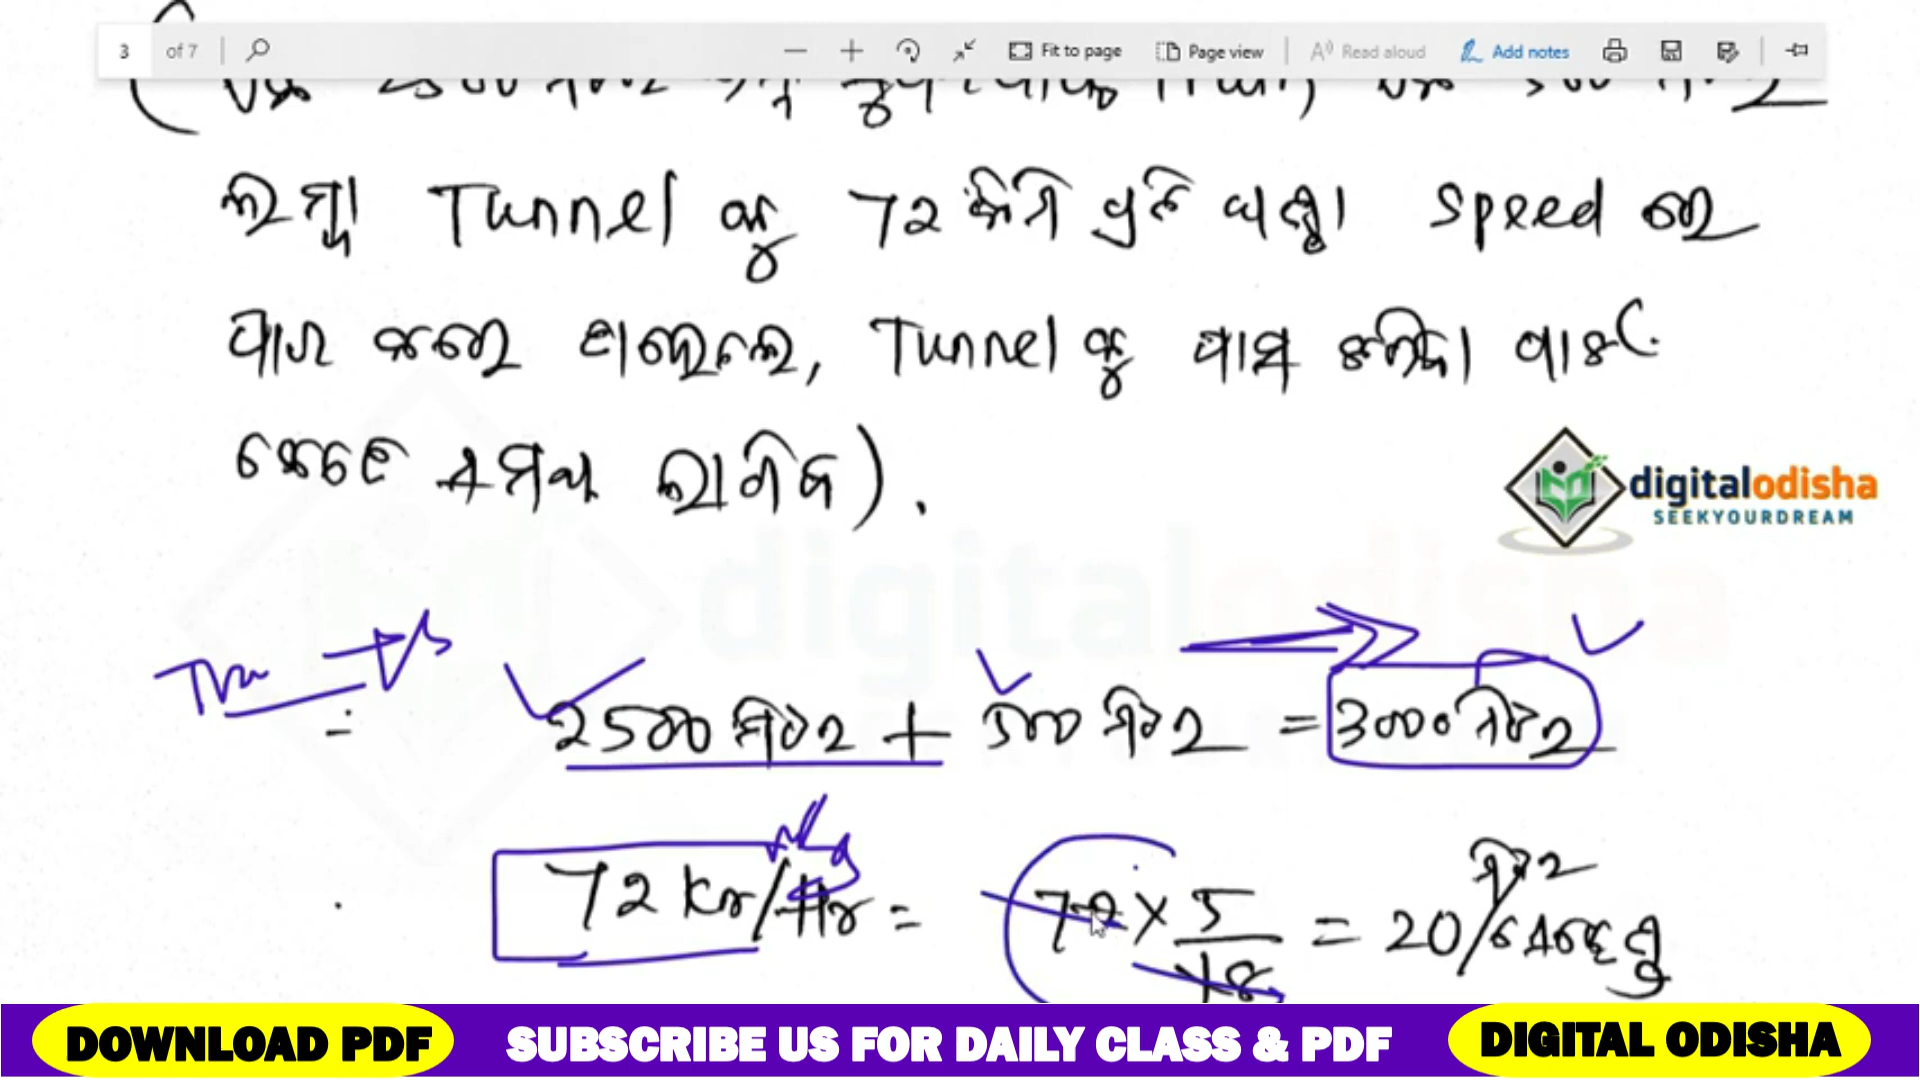 3 of 7 Fit to page Page view Read aloud Add notes
ଲମ୍ବା Tunnel କୁ 72 କିମି ପ୍ରତି ଘଣ୍ଟା Speed ରେ
ପାର କରେ ତାହେଲେ, Tunnel କୁ ପାସ୍ କରିବା ପାଇଁ
କେତେ ସମୟ ଲାଗିବ).
digitalodisha
SEEKYOURDREAM
digitalodisha
2500 ମିଟର + 500 ମିଟର = 3000 ମିଟର
72 Km/Hr = 72 × 5/18 = 20 ମିଟର/ସେକେଣ୍ଡ
DOWNLOAD PDF SUBSCRIBE US FOR DAILY CLASS & PDF DIGITAL ODISHA